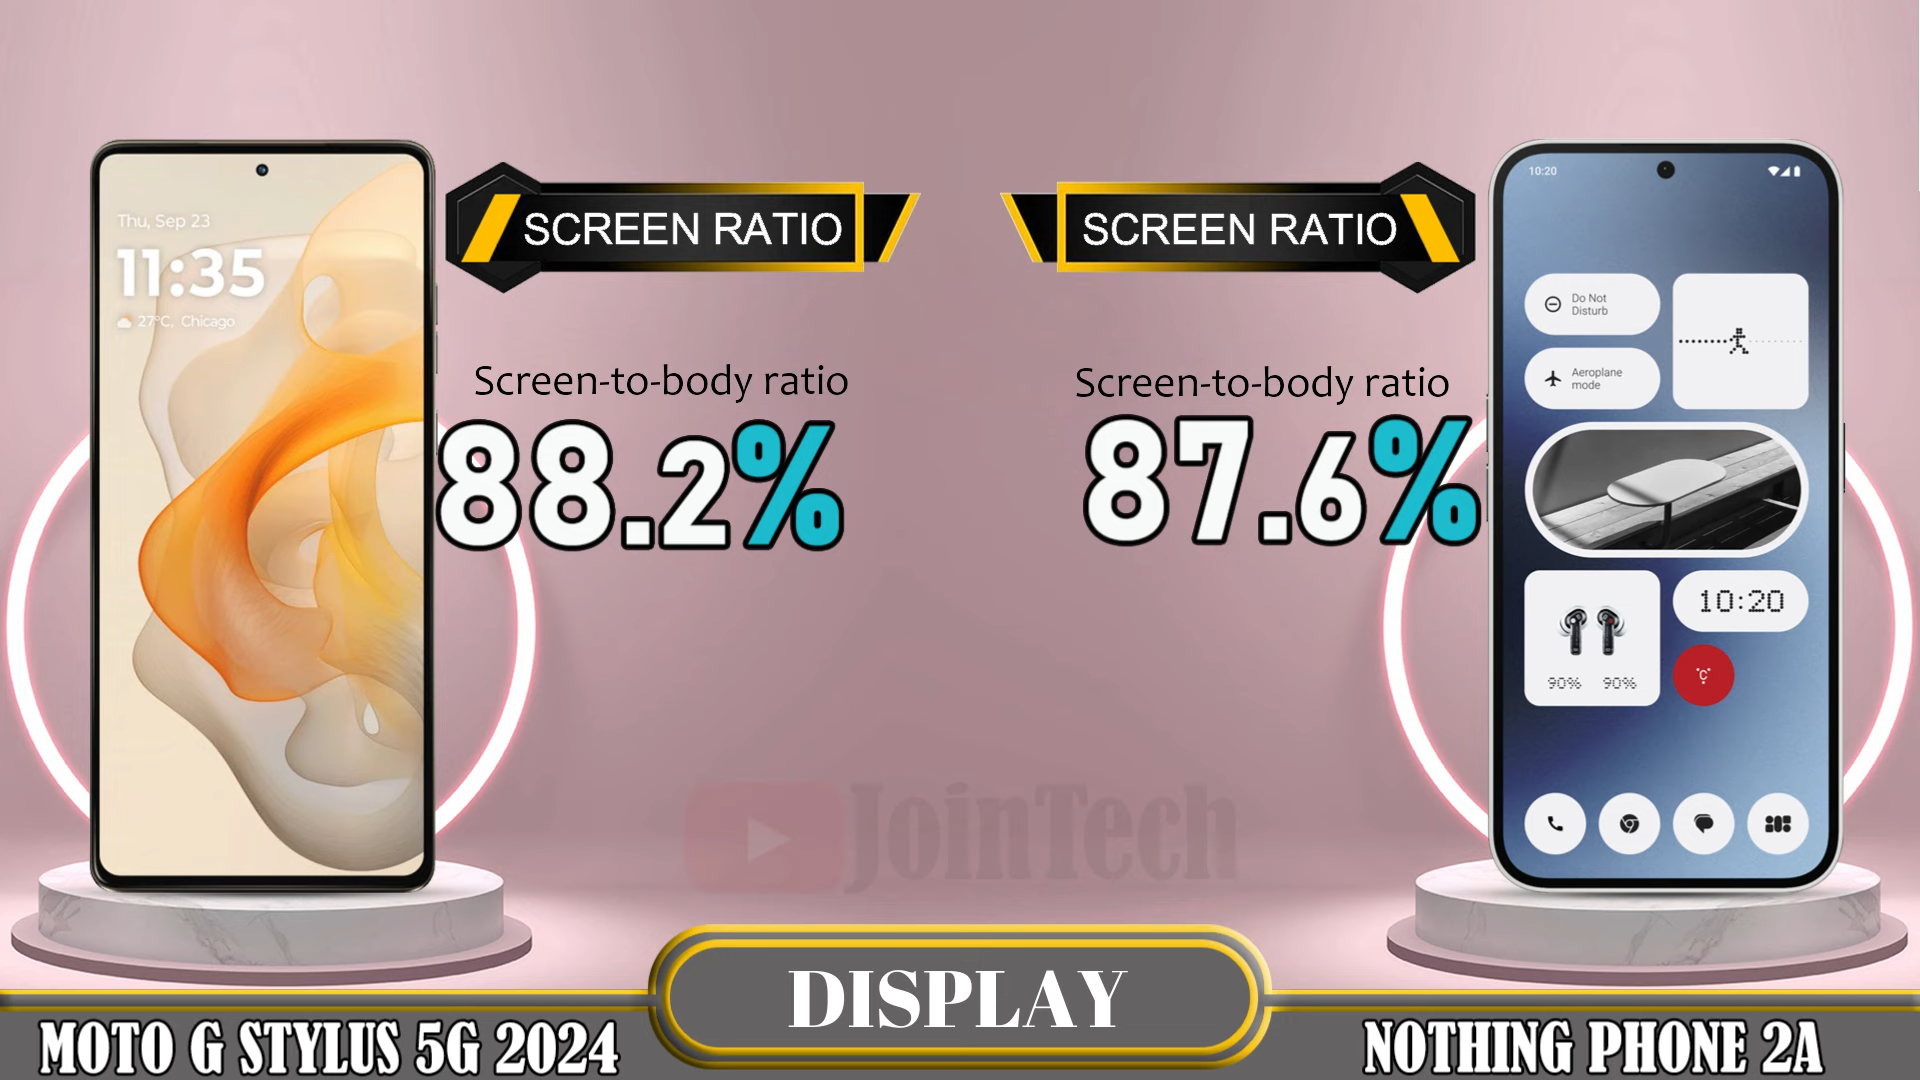 Thu, Sep 23
11:35
27°C, Chicago
SCREEN RATIO
Screen-to-body ratio
88.2%
SCREEN RATIO
Screen-to-body ratio
87.6%
10:20
Do Not
Disturb
Aeroplane
mode
10:20
90% 90%
°C
JoinTech
DISPLAY
MOTO G STYLUS 5G 2024
NOTHING PHONE 2A